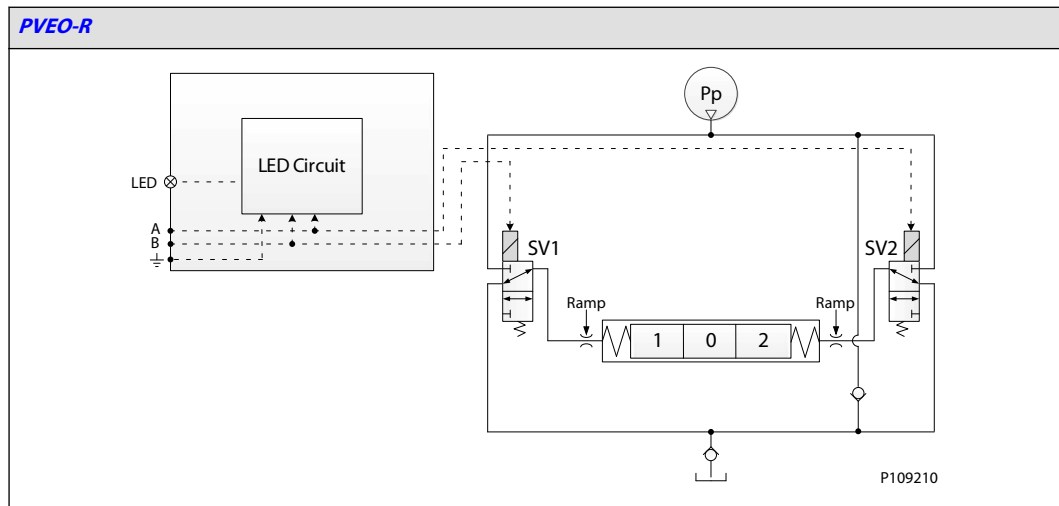 PVEO-R
Pp
LED Circuit
LED
A
B
SV1
SV2
Ramp
Ramp
1 0 2
P109210